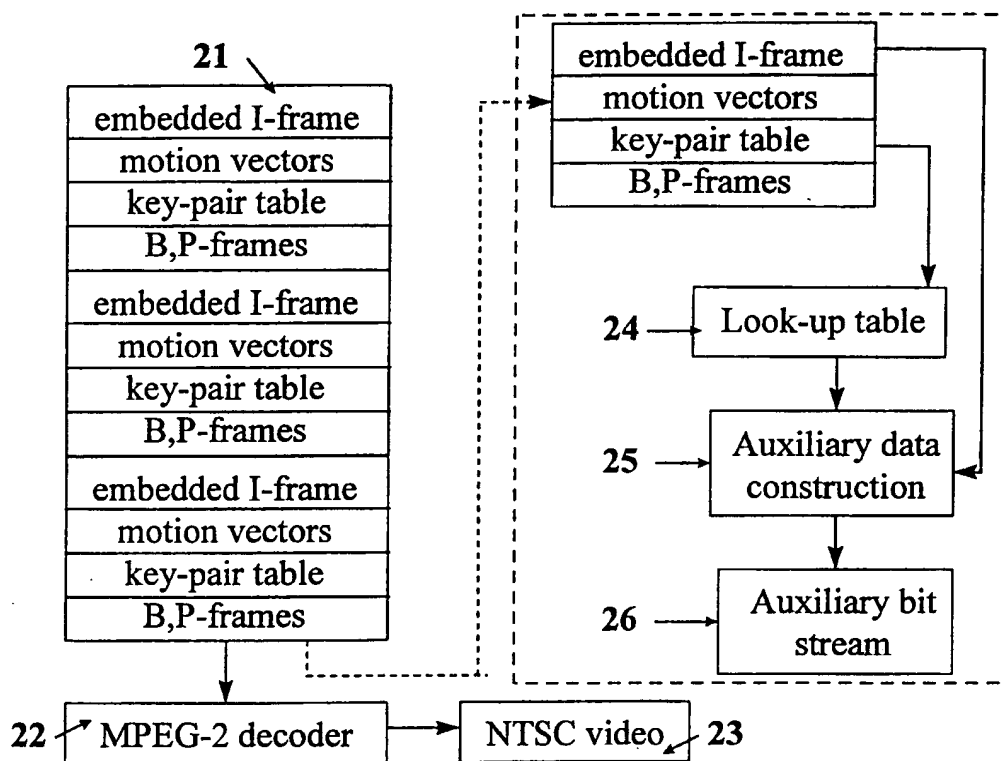 21
embedded I-frame
motion vectors
key-pair table
B,P-frames
embedded I-frame
motion vectors
key-pair table
B,P-frames
embedded I-frame
motion vectors
key-pair table
B,P-frames
22
MPEG-2 decoder
NTSC video
23
embedded I-frame
motion vectors
key-pair table
B,P-frames
24
Look-up table
25
Auxiliary data
construction
26
Auxiliary bit
stream